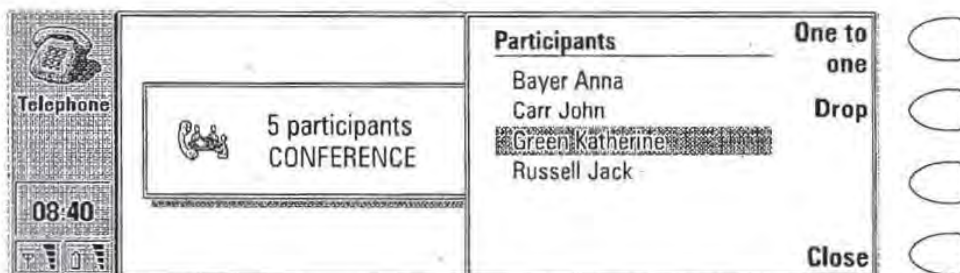 Telephone
08:40
5 participants
CONFERENCE
Participants
Bayer Anna
Carr John
Green Katherine
Russell Jack
One to
one
Drop
Close